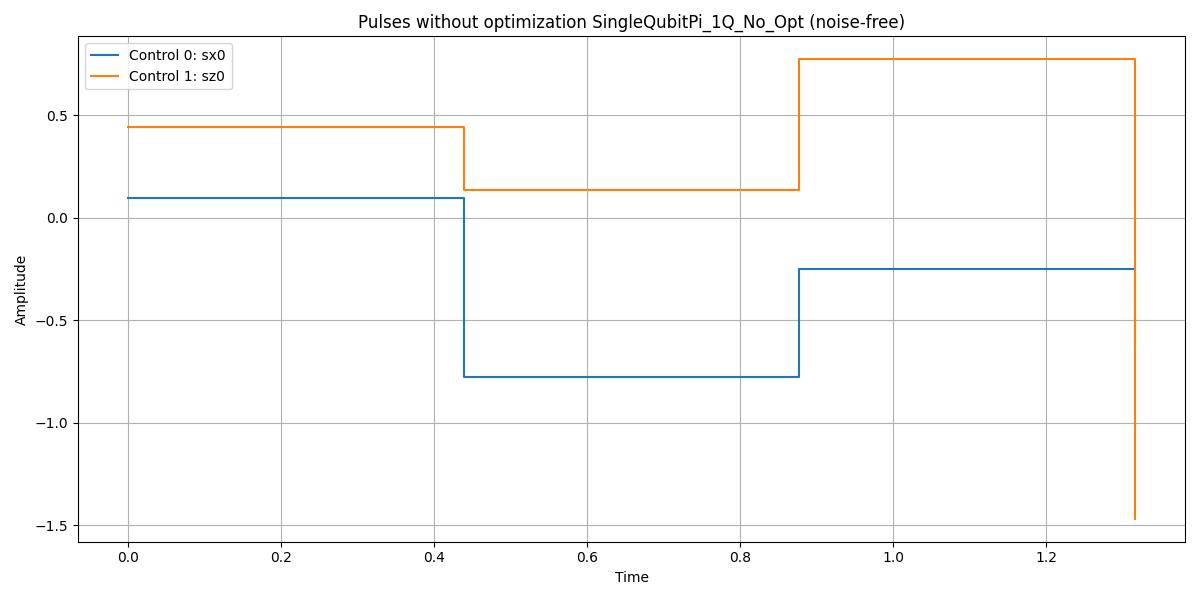 Pulses without optimization SingleQubitPi_1Q_No_Opt (noise-free)
Control 0: sx0
Control 1: sz0
Amplitude
0.5
0.0
−0.5
−1.0
−1.5
0.0 0.2 0.4 0.6 0.8 1.0 1.2
Time